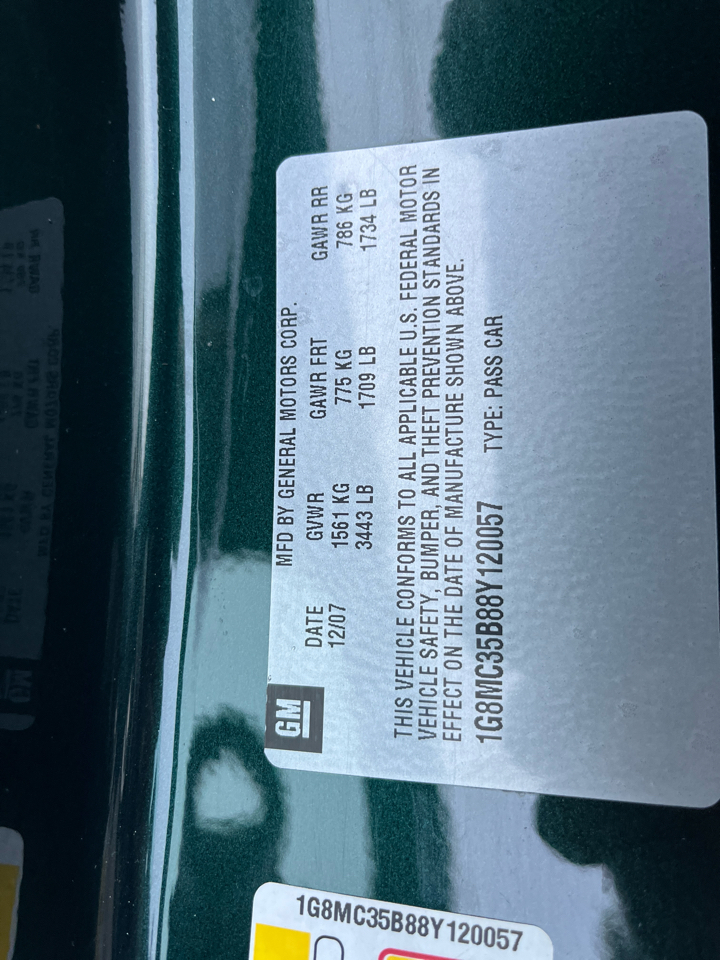 GM
MFD BY GENERAL MOTORS CORP.
DATE GVWR GAWR FRT GAWR RR
12/07 1561 KG 775 KG 786 KG
3443 LB 1709 LB 1734 LB
THIS VEHICLE CONFORMS TO ALL APPLICABLE U.S. FEDERAL MOTOR
VEHICLE SAFETY, BUMPER, AND THEFT PREVENTION STANDARDS IN
EFFECT ON THE DATE OF MANUFACTURE SHOWN ABOVE.
1G8MC35B88Y120057 TYPE: PASS CAR
1G8MC35B88Y120057